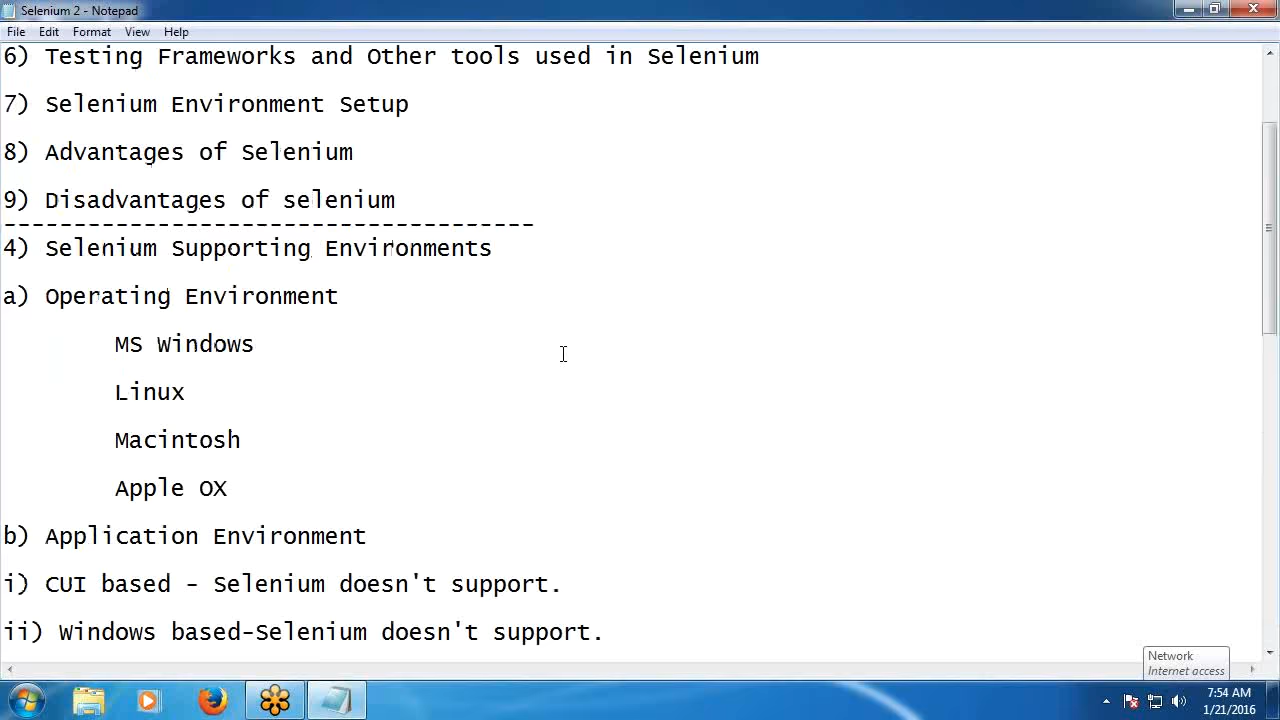 Selenium 2 - Notepad
File Edit Format View Help
6) Testing Frameworks and Other tools used in Selenium
7) Selenium Environment Setup
8) Advantages of Selenium
9) Disadvantages of selenium
--------------------------------------
4) Selenium Supporting Environments
a) Operating Environment
MS Windows
Linux
Macintosh
Apple OX
b) Application Environment
i) CUI based - Selenium doesn't support.
ii) Windows based-Selenium doesn't support.
Network
Internet access
7:54 AM
1/21/2016